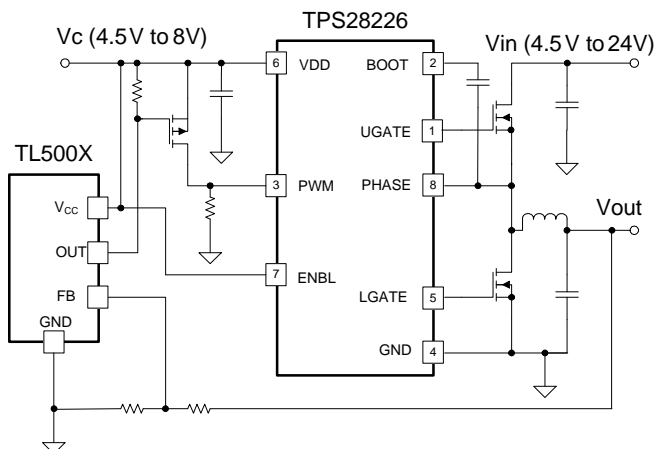 TPS28226
Vc (4.5V to 8V)
Vin (4.5V to 24V)
6 VDD
BOOT 2
UGATE 1
TL500X
3 PWM
PHASE 8
VCC
Vout
OUT
7 ENBL
FB
LGATE 5
GND
GND 4